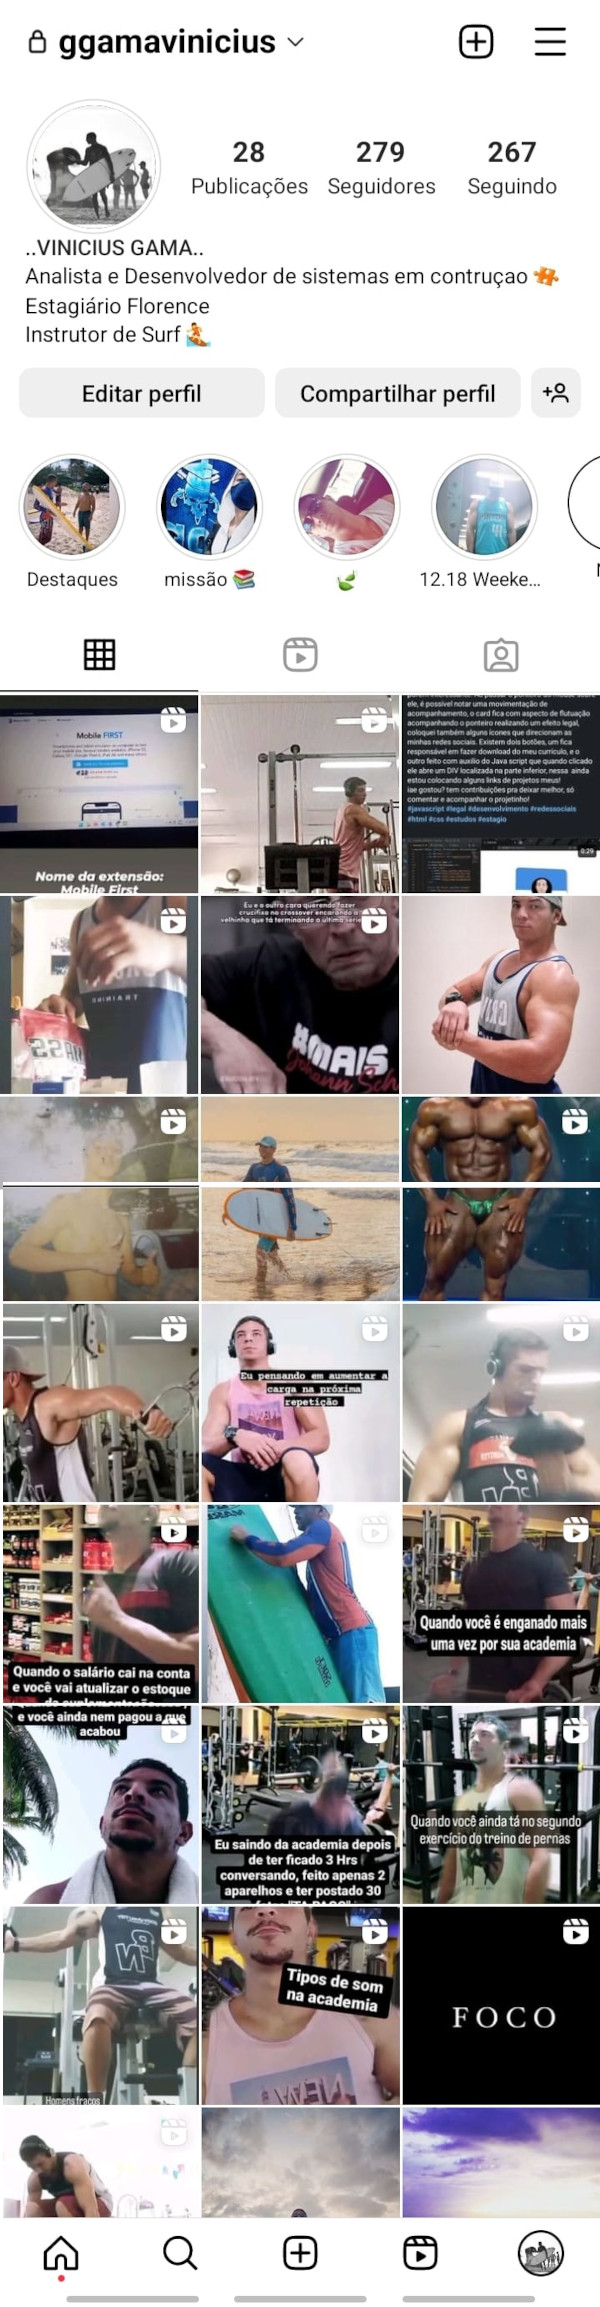 ggamavinicius
28
279
267
Publicações
Seguidores
Seguindo
..VINICIUS GAMA..
Analista e Desenvolvedor de sistemas em contruçao
Estagiário Florence
Instrutor de Surf
Editar perfil
Compartilhar perfil
Destaques
missão
12.18 Weeke...
Mobile FIRST
Nome da extensão:
Mobile First
ele, é possível notar uma movimentação de
acompanhamento, o card fica com aspecto de flutuação
acompanhando o ponteiro realizando um efeito legal,
coloquei também alguns ícones que direcionam as
minhas redes sociais. Existem dois botões, um fica
responsável em fazer download do meu currículo, e o
outro feito com auxilio do Java script que quando clicado
ele abre um DIV localizada na parte inferior, nessa ainda
estou colocando alguns links de projetos meus!
iae gostou? tem contribuições pra deixar melhor, só
comentar e acompanhar o projetinho!
#javascript #legal #desenvolvimento #redessociais
#html #css #estudos #estagio
0:29
Eu e o outro cara querendo fazer
crucifixo no crossover encarando a
velhinha que tá terminando a última série
MAIS
Quando o salário cai na conta
e você vai atualizar o estoque
Eu pensando em aumentar a
carga na próxima
repetição
Quando você é enganado mais
uma vez por sua academia
e você ainda nem pagou a que
acabou
Eu saindo da academia depois
de ter ficado 3 Hrs
conversando, feito apenas 2
aparelhos e ter postado 30
Quando você ainda tá no segundo
exercício do treino de pernas
Homens fracos
Tipos de som
na academia
FOCO